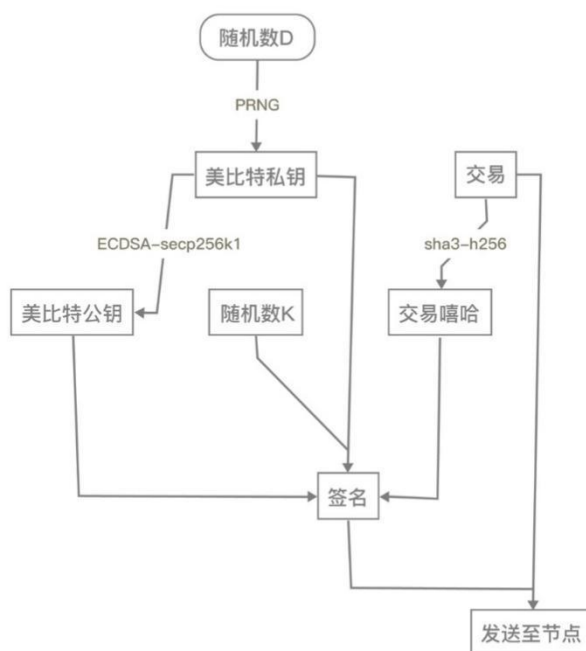 随机数D
PRNG
美比特私钥
交易
ECDSA-secp256k1
sha3-h256
美比特公钥
随机数K
交易嘻哈
签名
发送至节点